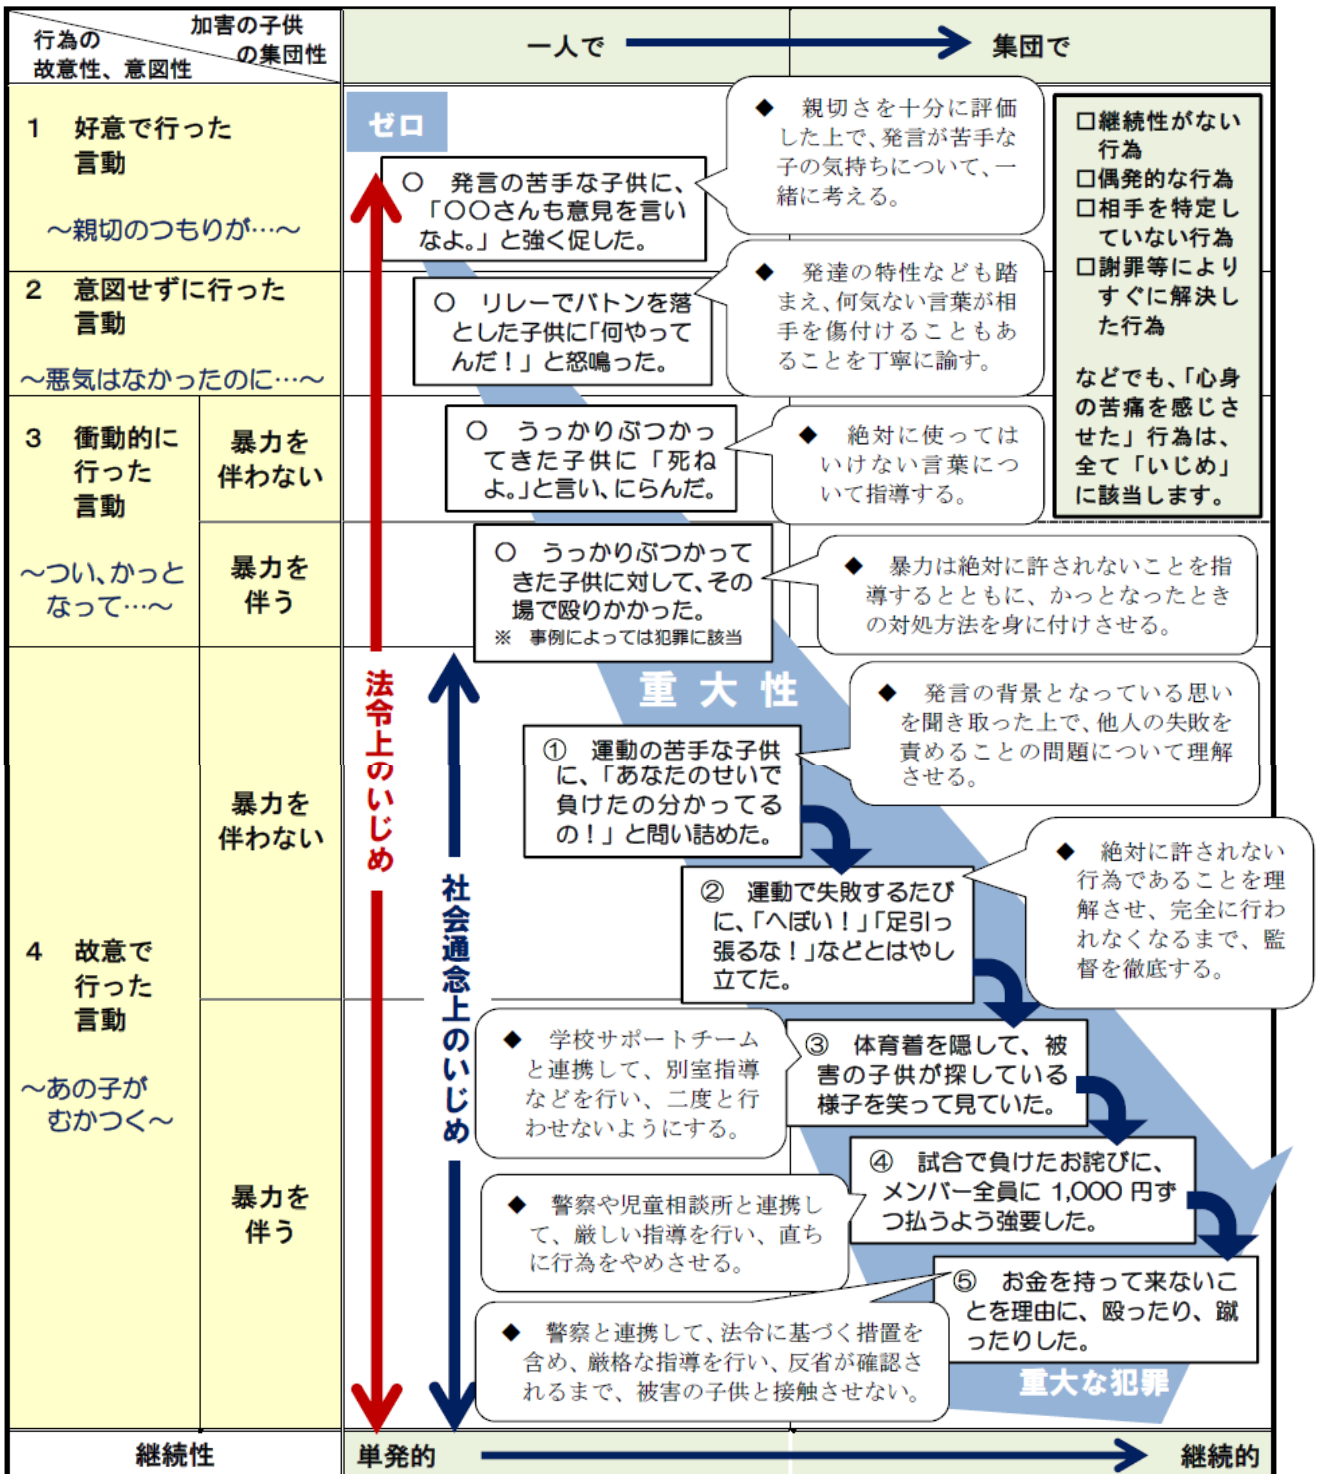 加害の子供
の集団性
行為の
故意性、意図性
一人で
集団で
1 好意で行った
言動
～親切のつもりが…～
2 意図せずに行った
言動
～悪気はなかったのに…～
3 衝動的に
行った
言動
～つい、かっと
なって…～
暴力を
伴わない
暴力を
伴う
4 故意で
行った
言動
～あの子が
むかつく～
暴力を
伴わない
暴力を
伴う
継続性
単発的
継続的
ゼロ
法令上のいじめ
社会通念上のいじめ
重大性
重大な犯罪
〇 発言の苦手な子供に、
「〇〇さんも意見を言い
なよ。」と強く促した。
◆ 親切さを十分に評価
した上で、発言が苦手な
子の気持ちについて、一
緒に考える。
〇 リレーでバトンを落
とした子供に「何やって
んだ！」と怒鳴った。
◆ 発達の特性なども踏
まえ、何気ない言葉が相
手を傷付けることもあ
ることを丁寧に諭す。
〇 うっかりぶつかっ
てきた子供に「死ね
よ。」と言い、にらんだ。
◆ 絶対に使っては
いけない言葉につ
いて指導する。
〇 うっかりぶつかって
きた子供に対して、その
場で殴りかかった。
※ 事例によっては犯罪に該当
◆ 暴力は絶対に許されないことを指
導するとともに、かっとなったとき
の対処方法を身に付けさせる。
□継続性がない
行為
□偶発的な行為
□相手を特定し
ていない行為
□謝罪等により
すぐに解決し
た行為
などでも、「心身
の苦痛を感じさ
せた」行為は、
全て「いじめ」
に該当します。
① 運動の苦手な子供
に、「あなたのせいで
負けたの分かってる
の！」と問い詰めた。
◆ 発言の背景となっている思い
を聞き取った上で、他人の失敗を
責めることの問題について理解
させる。
② 運動で失敗するたび
に、「へぼい！」「足引っ
張るな！」などとはやし
立てた。
◆ 絶対に許されない
行為であることを理
解させ、完全に行わ
れなくなるまで、監
督を徹底する。
③ 体育着を隠して、被
害の子供が探している
様子を笑って見ていた。
◆ 学校サポートチーム
と連携して、別室指導
などを行い、二度と行
わせないようにする。
④ 試合で負けたお詫びに、
メンバー全員に 1,000 円ず
つ払うよう強要した。
◆ 警察や児童相談所と連携し
て、厳しい指導を行い、直ち
に行為をやめさせる。
⑤ お金を持って来ないこ
とを理由に、殴ったり、蹴
ったりした。
◆ 警察と連携して、法令に基づく措置を
含め、厳格な指導を行い、反省が確認さ
れるまで、被害の子供と接触させない。